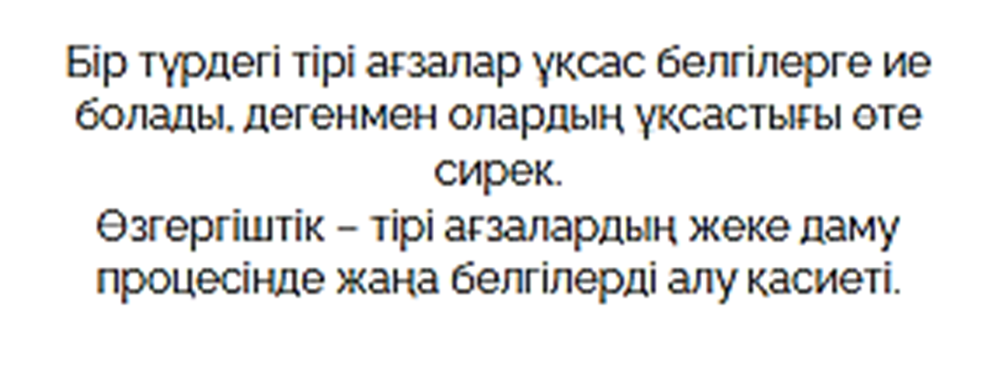 Бір түрдегі тірі ағзалар ұқсас белгілерге ие
болады, дегенмен олардың ұқсастығы өте
сирек.
Өзгергіштік – тірі ағзалардың жеке даму
процесінде жаңа белгілерді алу қасиеті.